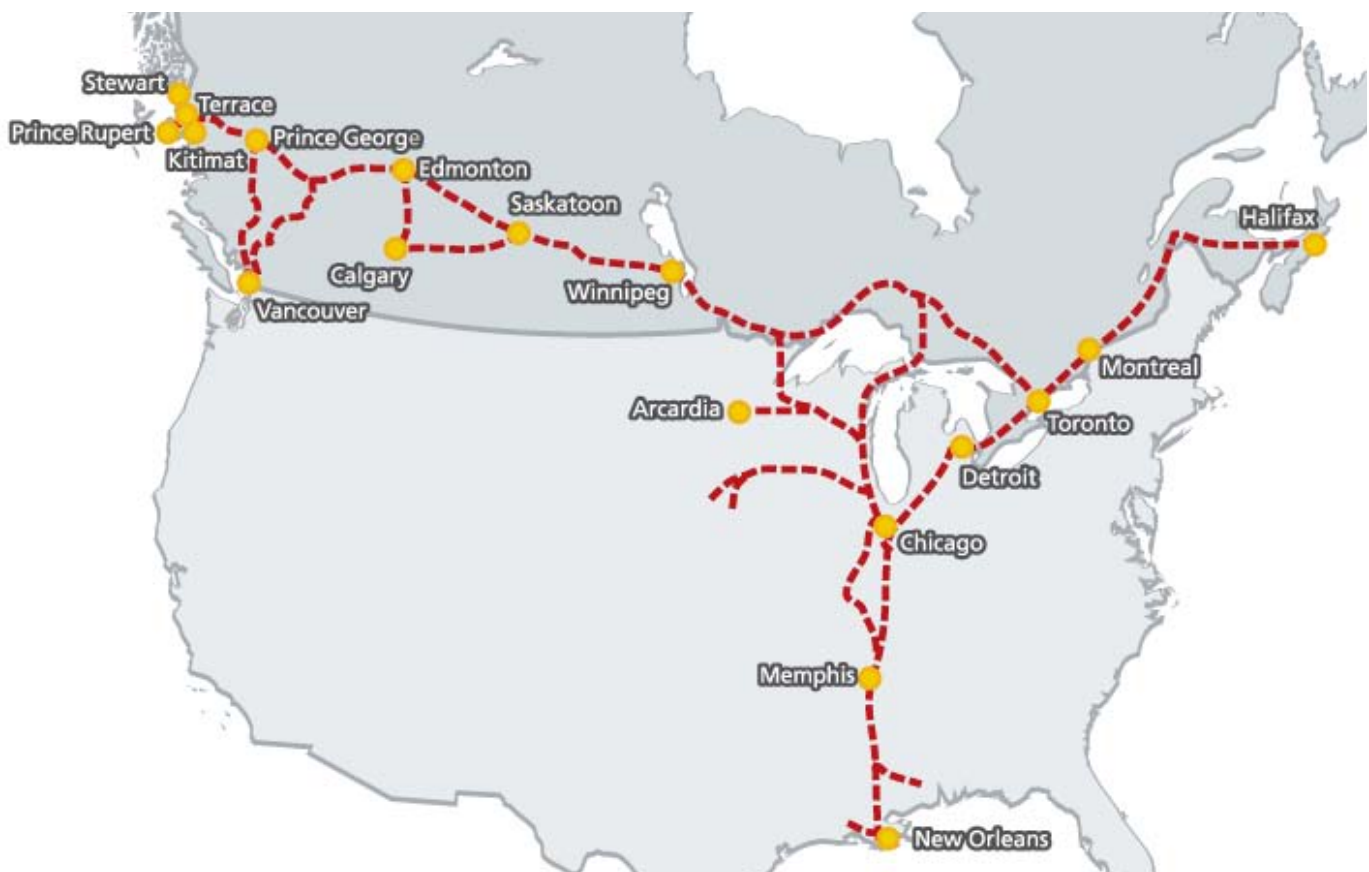 Stewart
Terrace
Prince Rupert
Kitimat
Prince George
Edmonton
Saskatoon
Calgary
Winnipeg
Vancouver
Halifax
Montreal
Arcardia
Toronto
Detroit
Chicago
Memphis
New Orleans